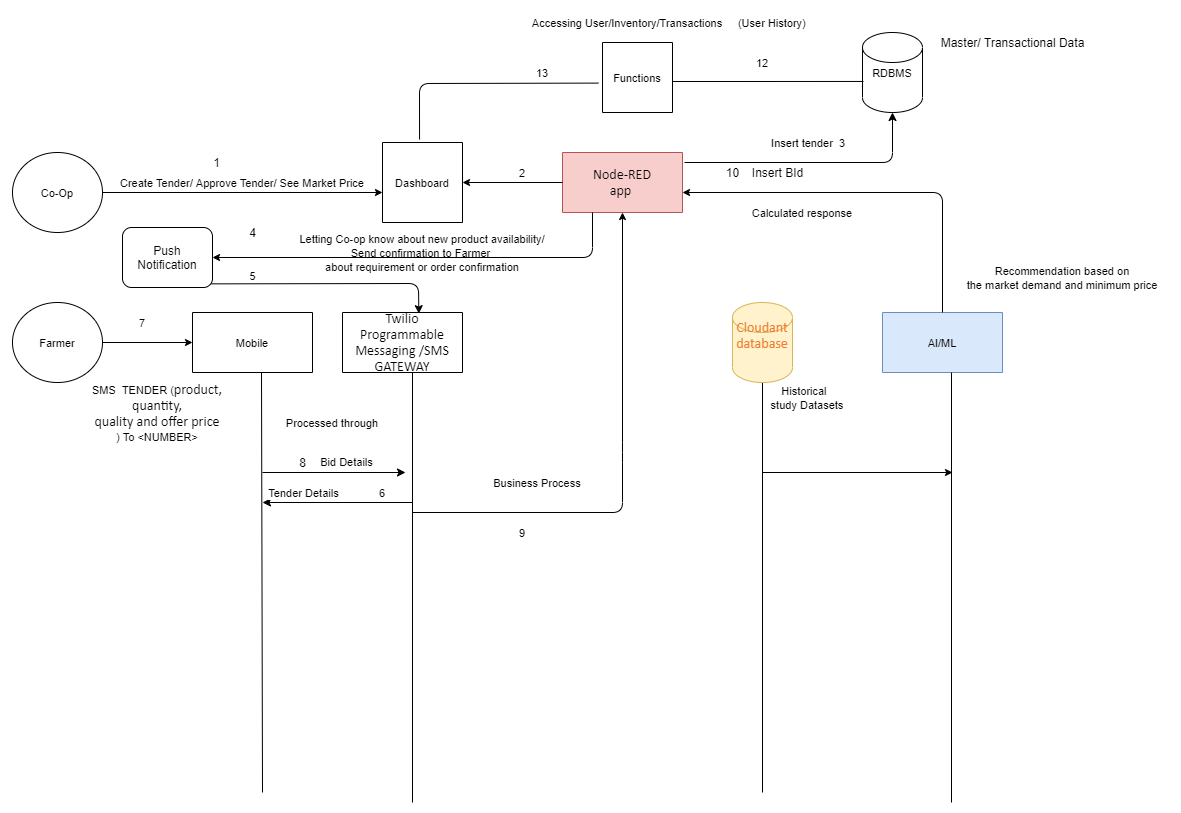 Accessing User/Inventory/Transactions (User History)
Master/ Transactional Data
13
Functions
12
RDBMS
Insert tender 3
1
Co-Op
Create Tender/ Approve Tender/ See Market Price
Dashboard
2
Node-RED
app
10 Insert BId
Calculated response
4
Letting Co-op know about new product availability/
Send confirmation to Farmer
about requirement or order confirmation
Push
Notification
5
Recommendation based on
the market demand and minimum price
7
Farmer
Mobile
Twilio
Programmable
Messaging /SMS
GATEWAY
Cloudant
database
AI/ML
SMS TENDER (product,
quantity,
quality and offer price
) To <NUMBER>
Historical
study Datasets
Processed through
8 Bid Details
Tender Details 6
Business Process
9